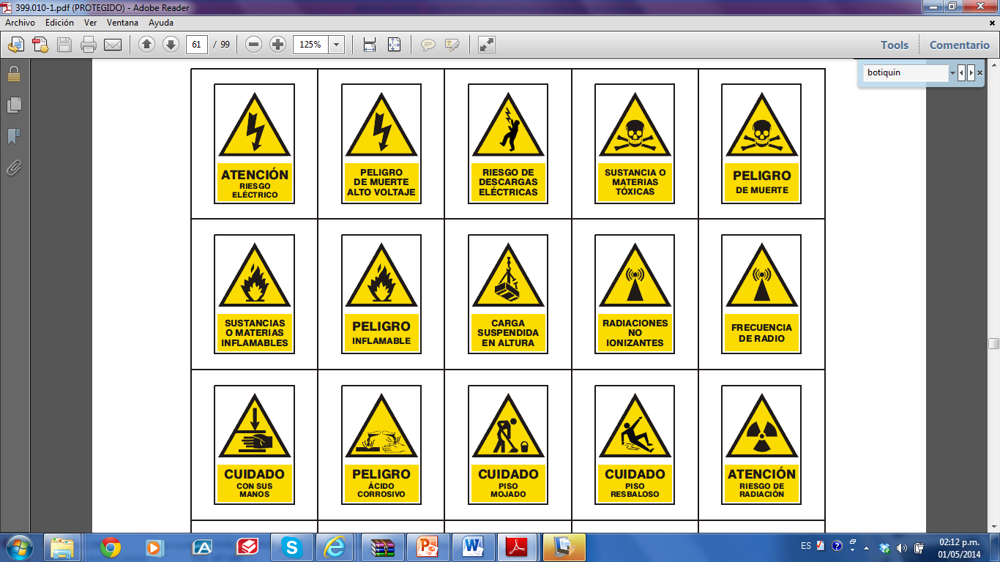 399.010-1.pdf (PROTEGIDO) - Adobe Reader
Archivo Edición Ver Ventana Ayuda
61 / 99 125% Tools Comentario
botiquin
ATENCIÓN
RIESGO
ELÉCTRICO
PELIGRO
DE MUERTE
ALTO VOLTAJE
RIESGO DE
DESCARGAS
ELÉCTRICAS
SUSTANCIA O
MATERIAS
TÓXICAS
PELIGRO
DE MUERTE
SUSTANCIAS
O MATERIAS
INFLAMABLES
PELIGRO
INFLAMABLE
CARGA
SUSPENDIDA
EN ALTURA
RADIACIONES
NO
IONIZANTES
FRECUENCIA
DE RADIO
CUIDADO
CON SUS
MANOS
PELIGRO
ÁCIDO
CORROSIVO
CUIDADO
PISO
MOJADO
CUIDADO
PISO
RESBALOSO
ATENCIÓN
RIESGO DE
RADIACIÓN
ES
02:12 p.m.
01/05/2014